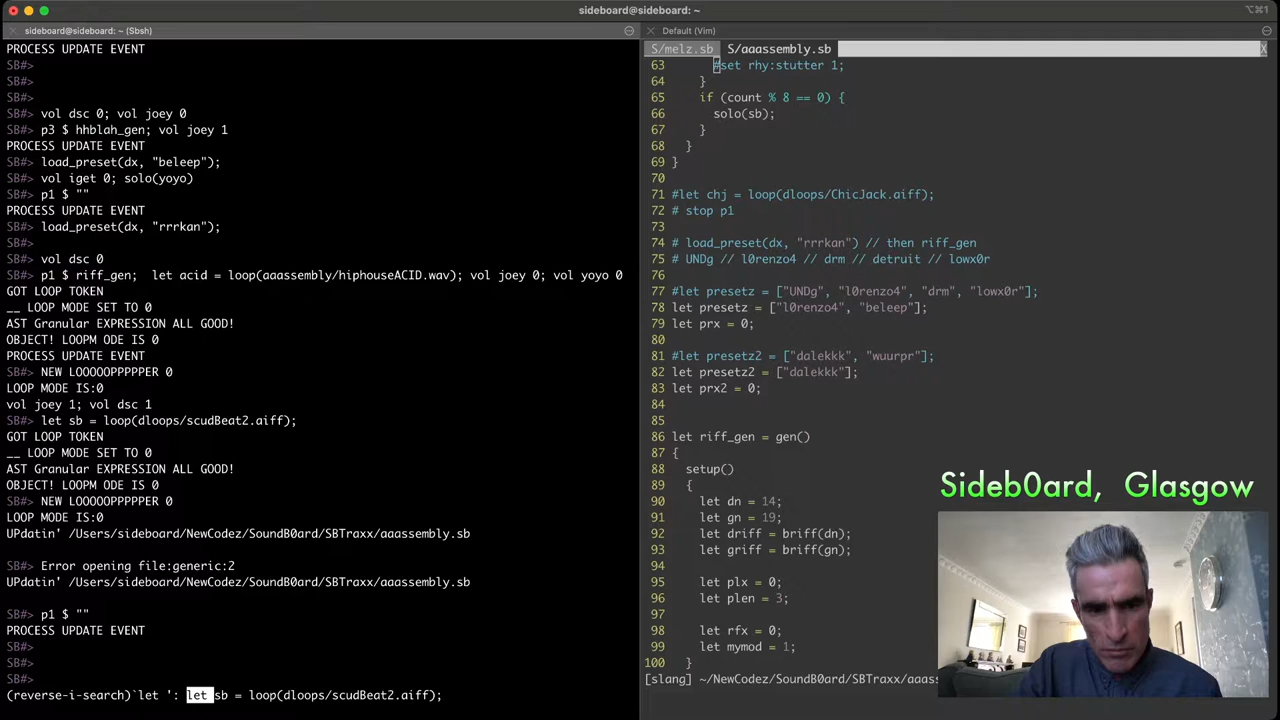 sideboard@sideboard: ~
⌥⌘1
sideboard@sideboard: ~ (Sbsh)
PROCESS UPDATE EVENT
SB#>
SB#>
SB#>
SB#> vol dsc 0; vol joey 0
SB#> p3 $ hhblah_gen; vol joey 1
PROCESS UPDATE EVENT
SB#> load_preset(dx, "beleep");
SB#> vol iget 0; solo(yoyo)
SB#> p1 $ ""
PROCESS UPDATE EVENT
SB#> load_preset(dx, "rrrkan");
SB#>
SB#> vol dsc 0
SB#> p1 $ riff_gen;  let acid = loop(aaassembly/hiphouseACID.wav); vol joey 0; vol yoyo 0
GOT LOOP TOKEN
__ LOOP MODE SET TO 0
AST Granular EXPRESSION ALL GOOD!
OBJECT! LOOPM ODE IS 0
PROCESS UPDATE EVENT
SB#> NEW LOOOOOPPPPPPER 0
LOOP MODE IS:0
vol joey 1; vol dsc 1
SB#> let sb = loop(dloops/scudBeat2.aiff);
GOT LOOP TOKEN
__ LOOP MODE SET TO 0
AST Granular EXPRESSION ALL GOOD!
OBJECT! LOOPM ODE IS 0
SB#> NEW LOOOOOPPPPPPER 0
LOOP MODE IS:0
UPdatin' /Users/sideboard/NewCodez/SoundB0ard/SBTraxx/aaassembly.sb
SB#> Error opening file:generic:2
UPdatin' /Users/sideboard/NewCodez/SoundB0ard/SBTraxx/aaassembly.sb
SB#> p1 $ ""
PROCESS UPDATE EVENT
SB#>
SB#>
SB#>
(reverse-i-search)`let ': let sb = loop(dloops/scudBeat2.aiff);
Default (Vim)
S/melz.sb  S/aaassembly.sb X
63 #set rhy:stutter 1;
64 }
65 if (count % 8 == 0) {
66 solo(sb);
67 }
68 }
69 }
70
71 #let chj = loop(dloops/ChicJack.aiff);
72 # stop p1
73
74 # load_preset(dx, "rrrkan") // then riff_gen
75 # UNDg // l0renzo4 // drm // detruit // lowx0r
76
77 #let presetz = ["UNDg", "l0renzo4", "drm", "lowx0r"];
78 let presetz = ["l0renzo4", "beleep"];
79 let prx = 0;
80
81 #let presetz2 = ["dalekkk", "wuurpr"];
82 let presetz2 = ["dalekkk"];
83 let prx2 = 0;
84
85
86 let riff_gen = gen()
87 {
88 setup()
89 {
90 let dn = 14;
91 let gn = 19;
92 let driff = briff(dn);
93 let griff = briff(gn);
94
95 let plx = 0;
96 let plen = 3;
97
98 let rfx = 0;
99 let mymod = 1;
100 }
[slang] ~/NewCodez/SoundB0ard/SBTraxx/aaass
Sideb0ard, Glasgow